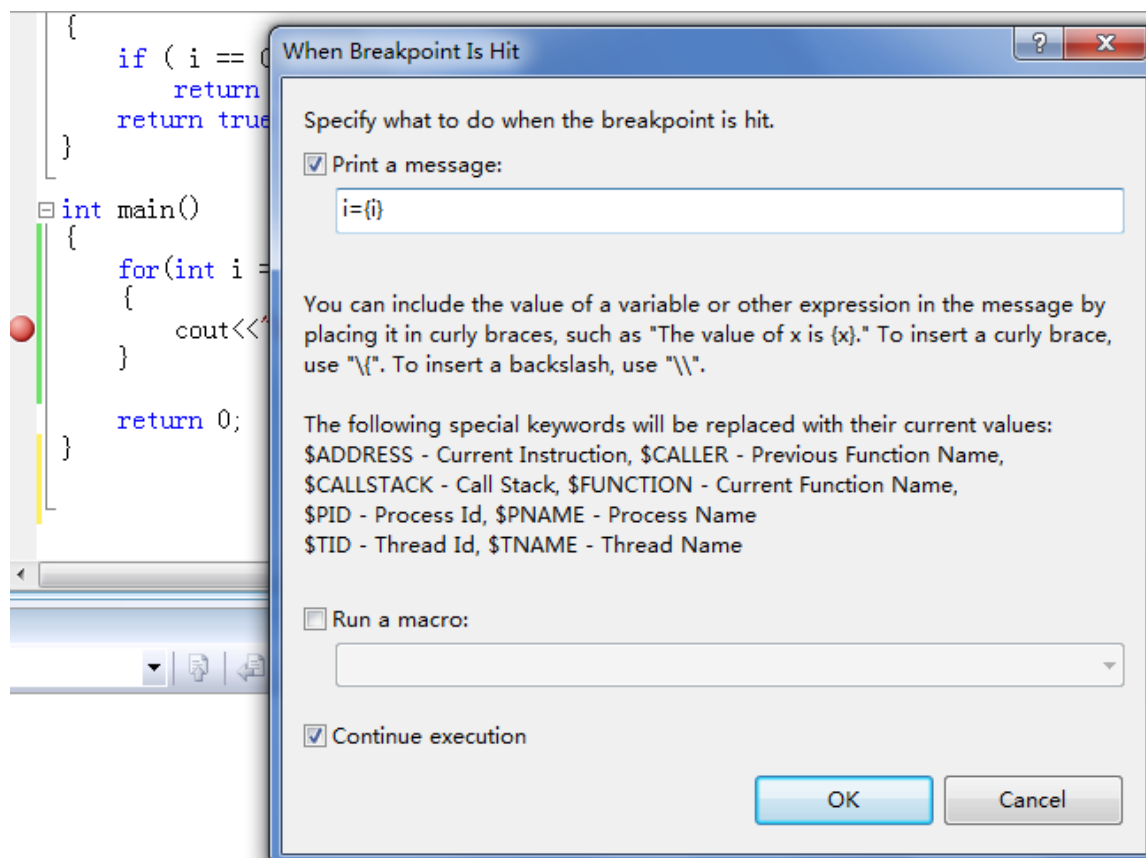 {
if ( i ==
return
return true
}
int main()
{
for(int i =
{
cout<<"
}
return 0;
}
When Breakpoint Is Hit
Specify what to do when the breakpoint is hit.
Print a message:
i={i}
You can include the value of a variable or other expression in the message by
placing it in curly braces, such as "The value of x is {x}." To insert a curly brace,
use "\{". To insert a backslash, use "\\".
The following special keywords will be replaced with their current values:
$ADDRESS - Current Instruction, $CALLER - Previous Function Name,
$CALLSTACK - Call Stack, $FUNCTION - Current Function Name,
$PID - Process Id, $PNAME - Process Name
$TID - Thread Id, $TNAME - Thread Name
Run a macro:
Continue execution
OK
Cancel